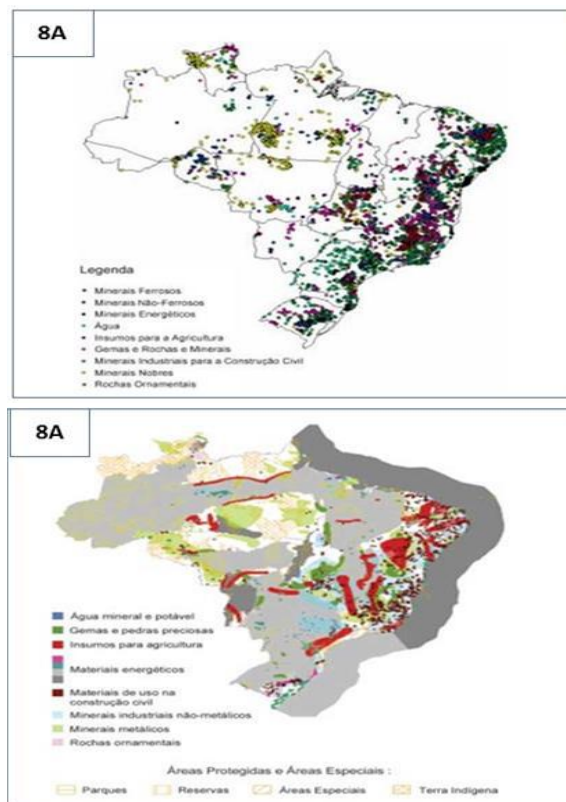 8A
Legenda
Minerais Ferrosos
Minerais Não-Ferrosos
Minerais Energéticos
Água
Insumos para a Agricultura
Gemas e Rochas e Minerais
Minerais Industriais para a Construção Civil
Minerais Nobres
Rochas Ornamentais
8A
Água mineral e potável
Gemas e pedras preciosas
Insumos para agricultura
Materiais energéticos
Materiais de uso na
construção civil
Minerais industriais não-metálicos
Minerais metálicos
Rochas ornamentais
Áreas Protegidas e Áreas Especiais :
Parques
Reservas
Áreas Especiais
Terra Indígena